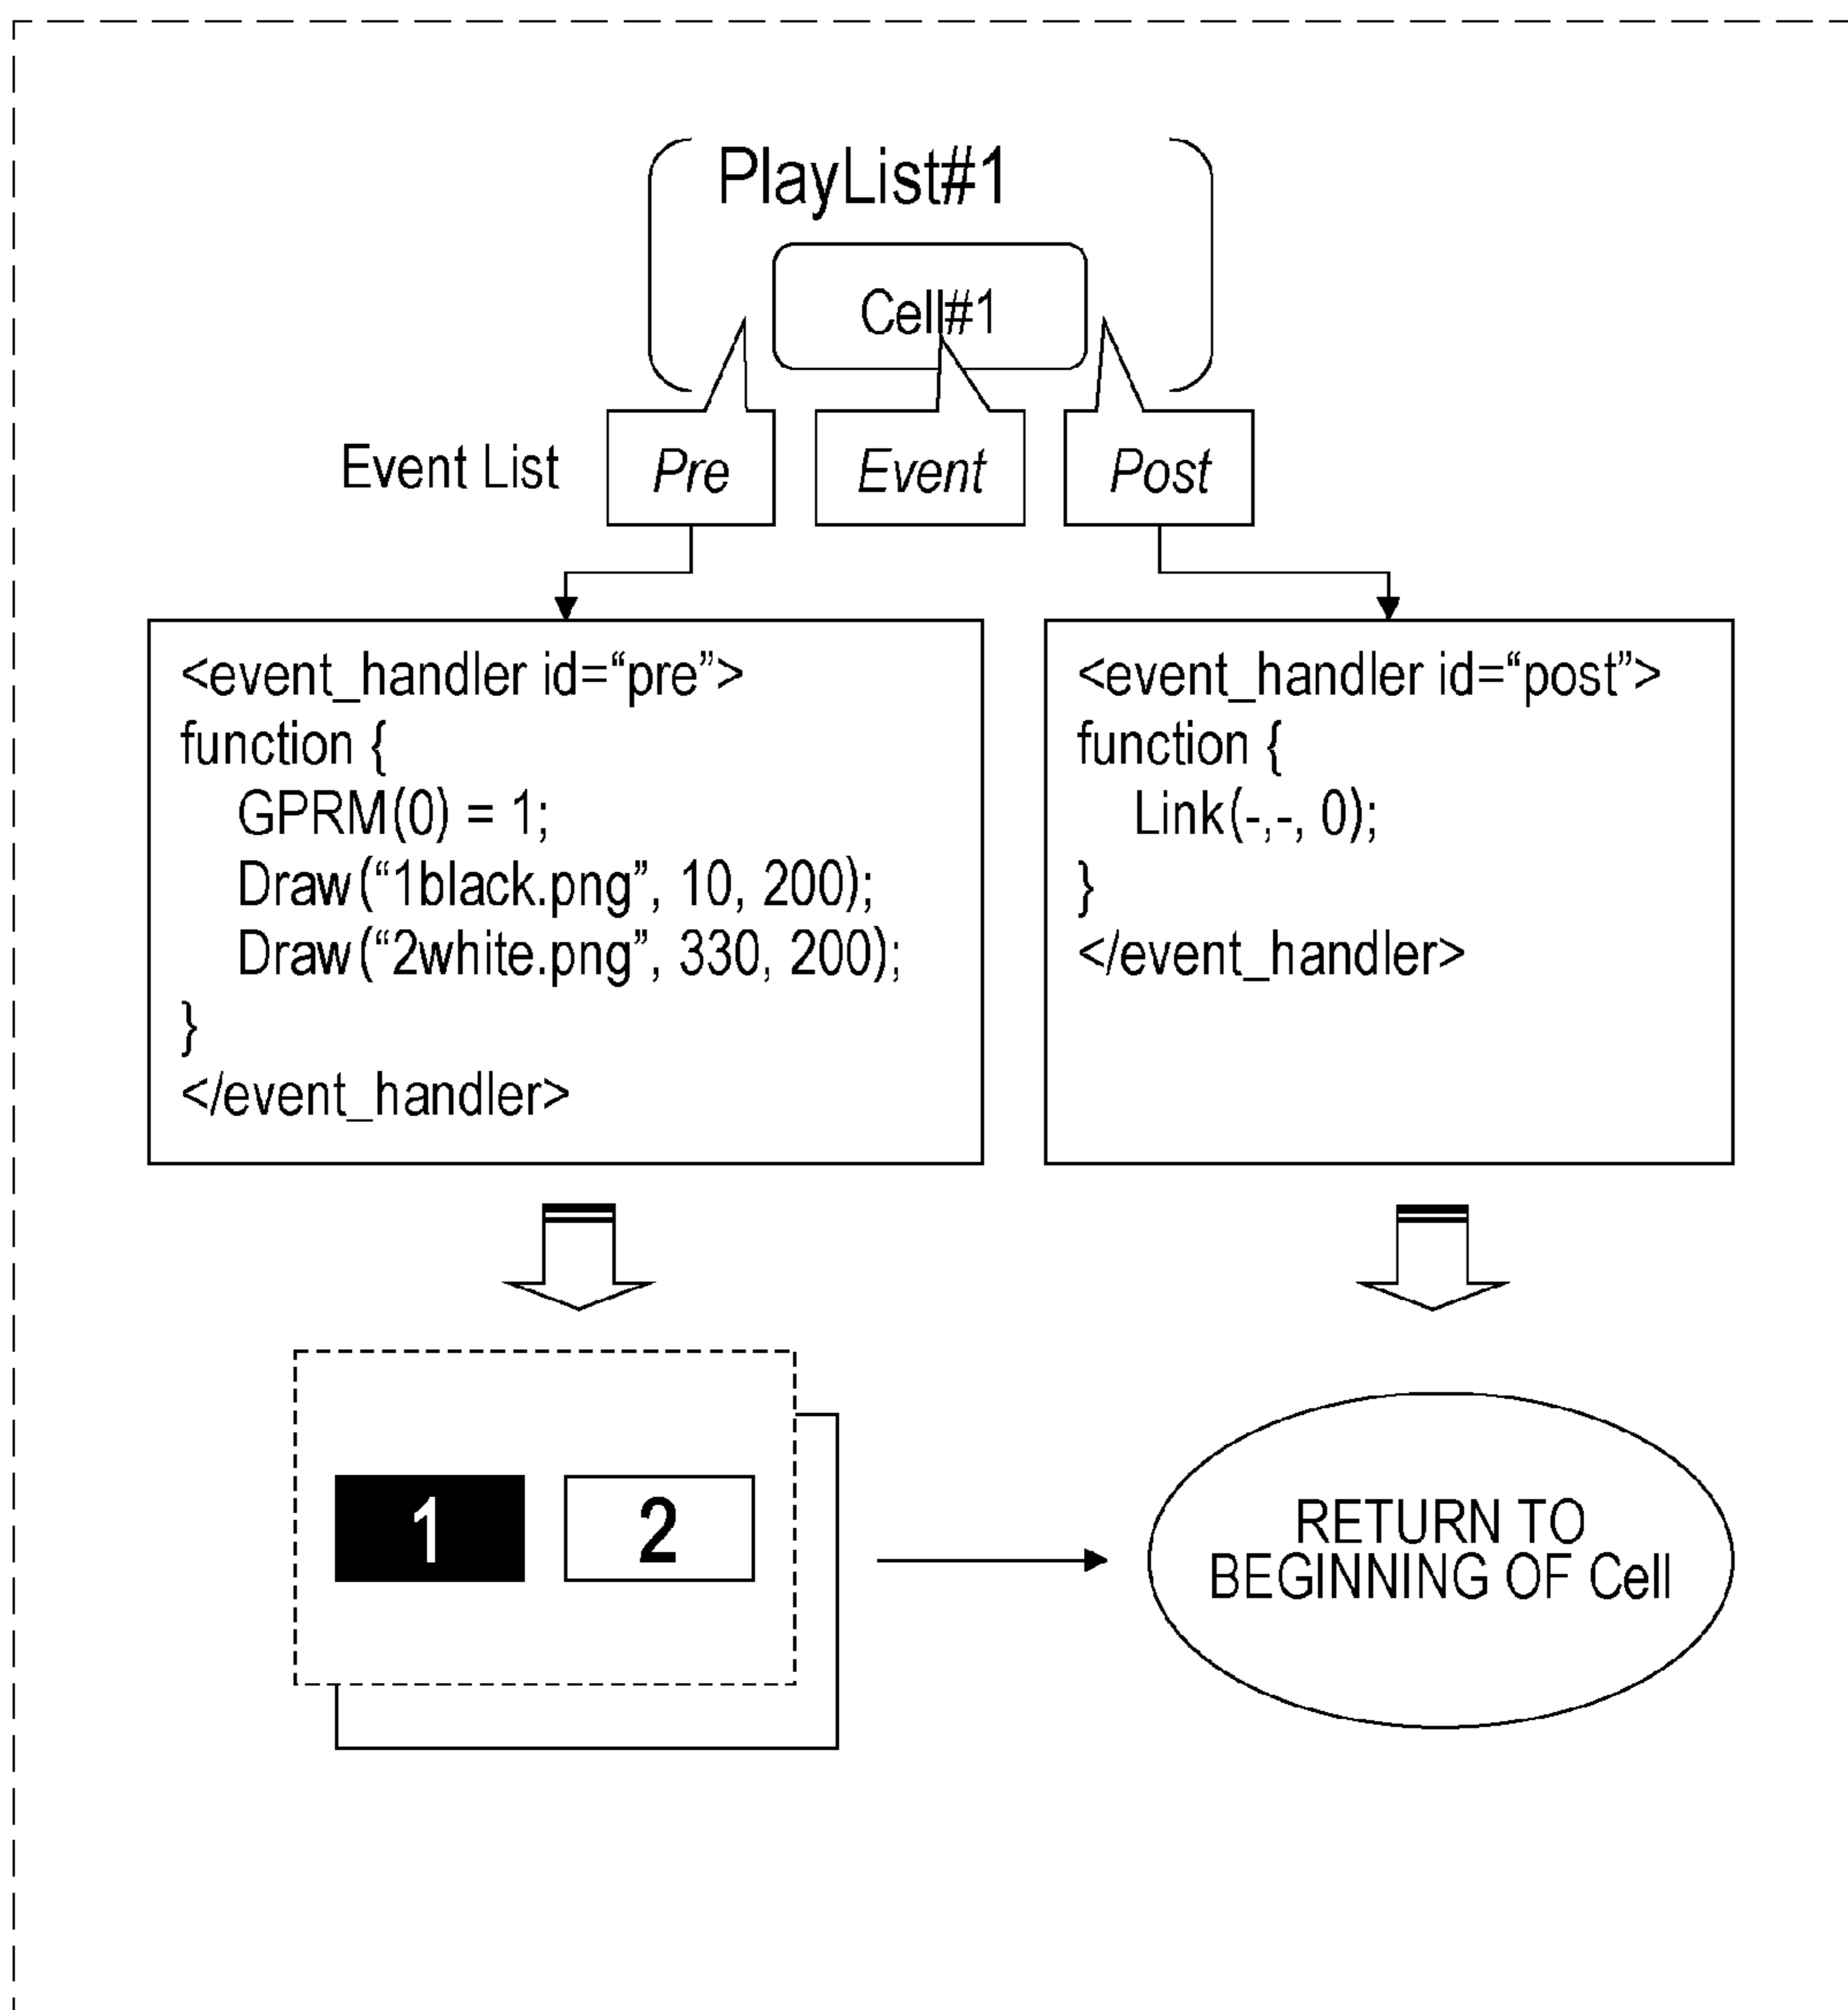 PlayList#1
Cell#1
Event List
Pre
Event
Post
<event_handler id=“pre”>
function {
GPRM(0) = 1;
Draw(“1black.png”, 10, 200);
Draw(“2white.png”, 330, 200);
}
</event_handler>
<event_handler id=“post”>
function {
Link(-,-, 0);
}
</event_handler>
1
2
RETURN TO
BEGINNING OF Cell